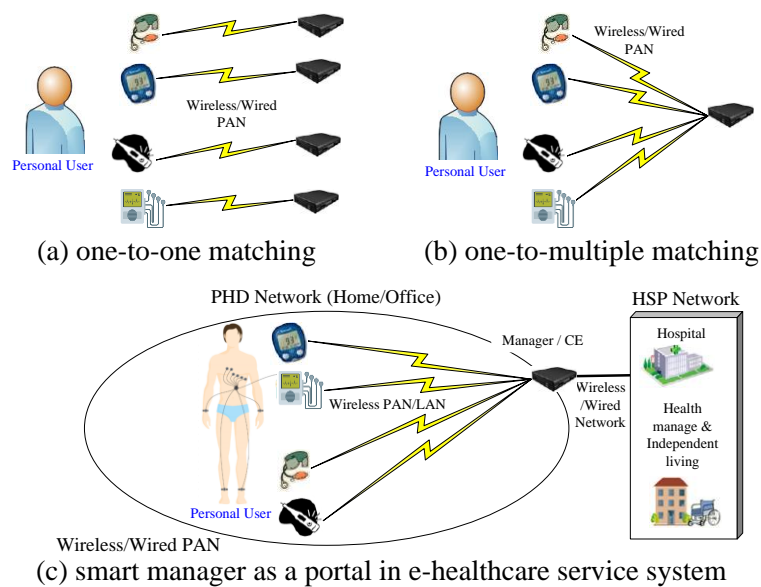 Wireless/Wired
PAN
Personal User
(a) one-to-one matching
Wireless/Wired
PAN
Personal User
(b) one-to-multiple matching
PHD Network (Home/Office)
HSP Network
Manager / CE
Hospital
Wireless PAN/LAN
Wireless
/Wired
Network
Health
manage &
Independent
living
Personal User
Wireless/Wired PAN
(c) smart manager as a portal in e-healthcare service system